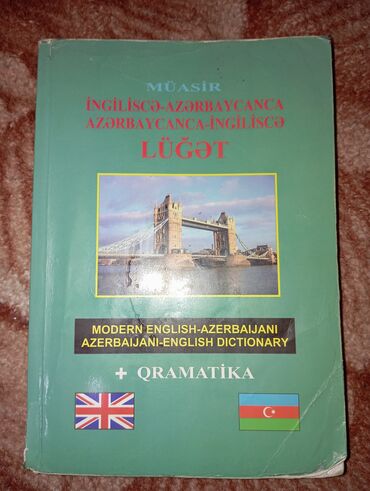 MÜASİR
İNGİLİSCƏ-AZƏRBAYCANCA
AZƏRBAYCANCA-İNGİLİSCƏ
LÜĞƏT
MODERN ENGLISH-AZERBAIJANI
AZERBAIJANI-ENGLISH DICTIONARY
+ QRAMATİKA